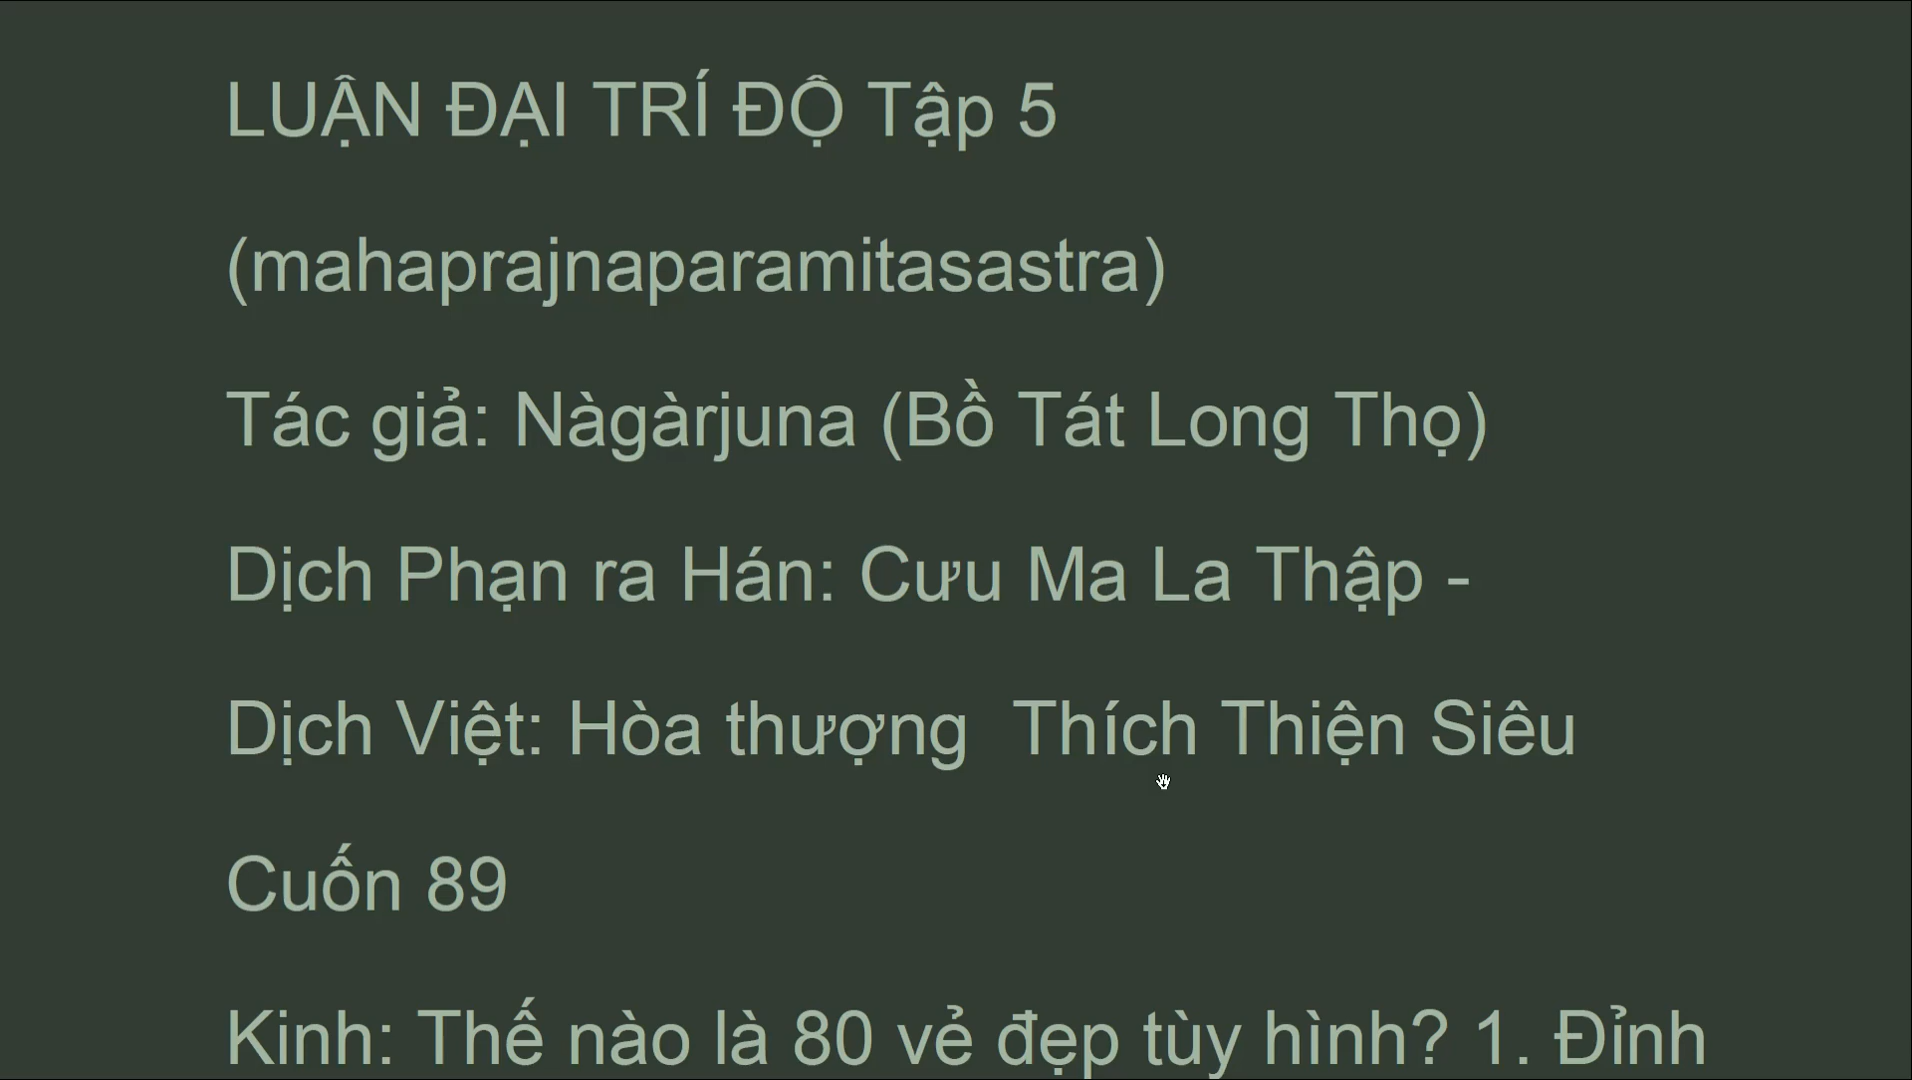 LUẬN ĐẠI TRÍ ĐỘ Tập 5
(mahaprajnaparamitasastra)
Tác giả: Nàgàrjuna (Bồ Tát Long Thọ)
Dịch Phạn ra Hán: Cưu Ma La Thập -
Dịch Việt: Hòa thượng  Thích Thiện Siêu
Cuốn 89
Kinh: Thế nào là 80 vẻ đẹp tùy hình? 1. Đỉnh